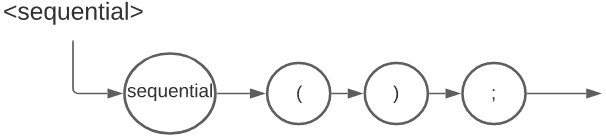 <sequential>
sequential ( ) ;